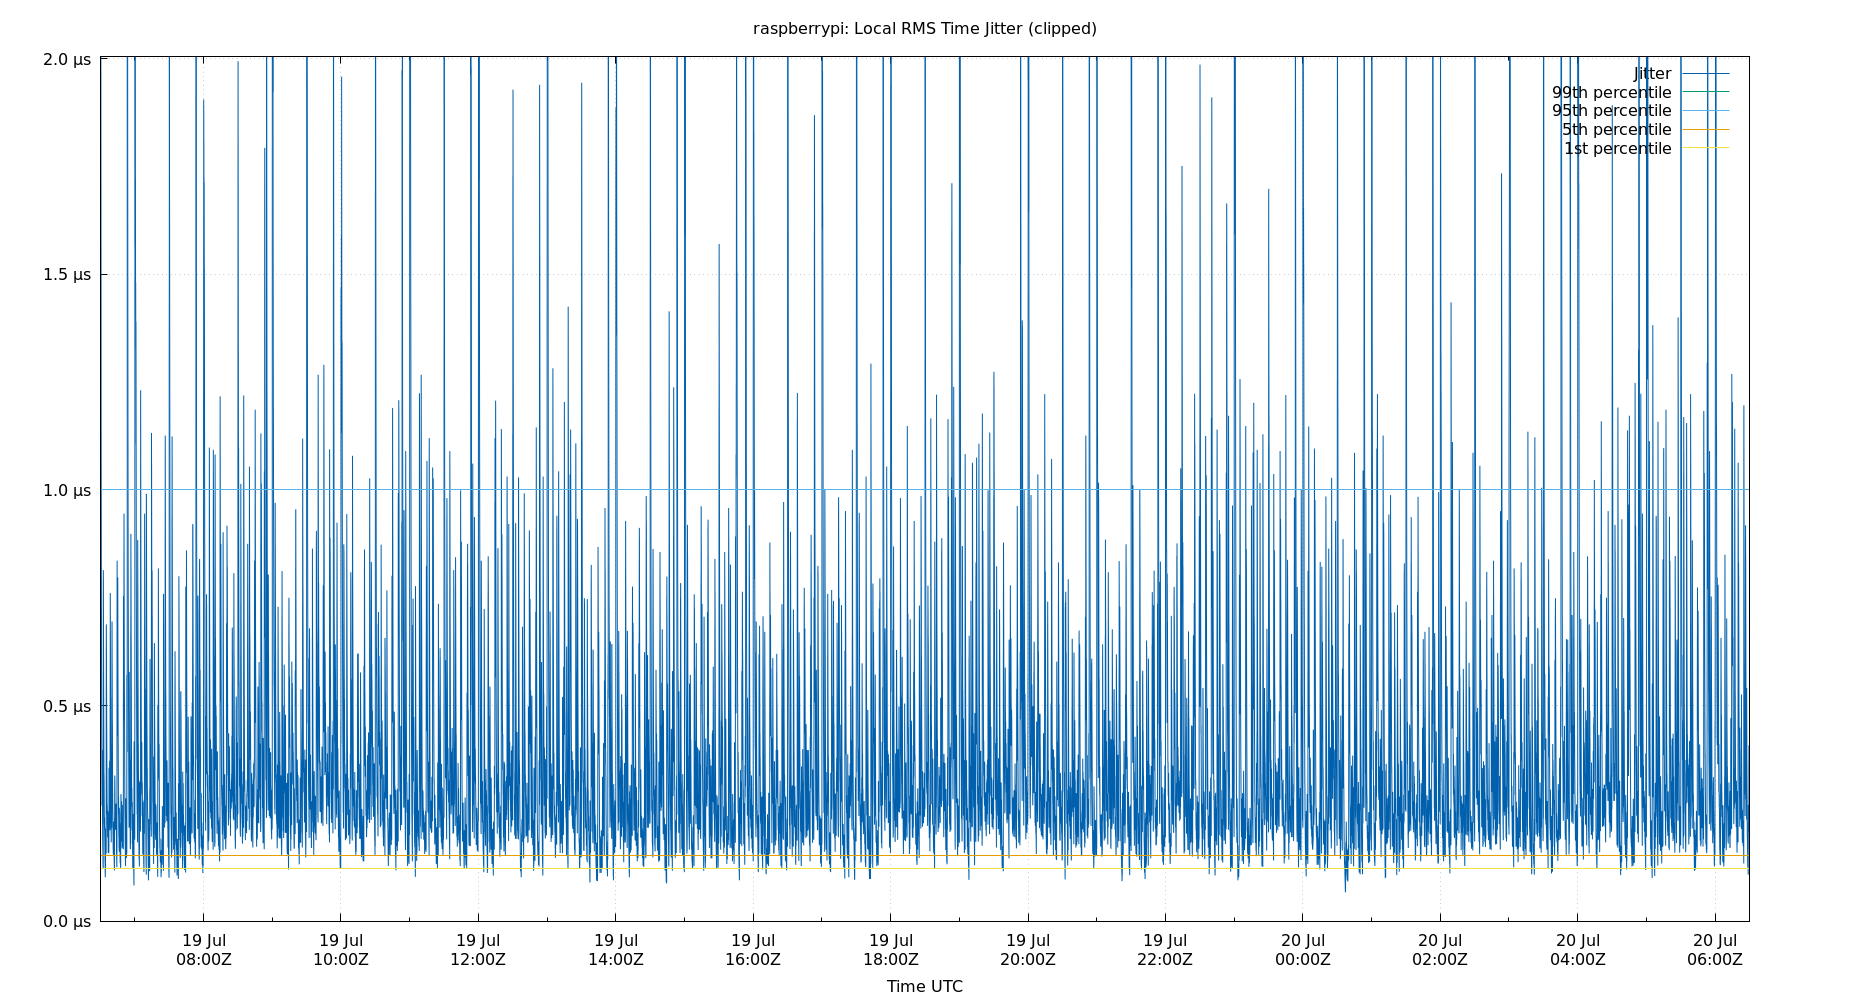 raspberrypi: Local RMS Time Jitter (clipped)
2.0 µs
1.5 µs
1.0 µs
0.5 µs
0.0 µs
Jitter
99th percentile
95th percentile
5th percentile
1st percentile
19 Jul 19 Jul 19 Jul 19 Jul 19 Jul 19 Jul 19 Jul 19 Jul 20 Jul 20 Jul 20 Jul 20 Jul
08:00Z 10:00Z 12:00Z 14:00Z 16:00Z 18:00Z 20:00Z 22:00Z 00:00Z 02:00Z 04:00Z 06:00Z
Time UTC